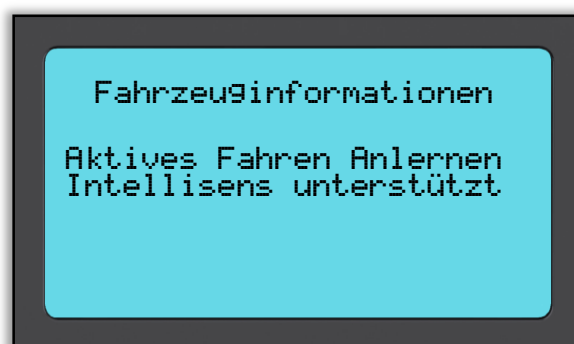 Fahrzeuginformationen
Aktives Fahren Anlernen
Intellisens unterstützt